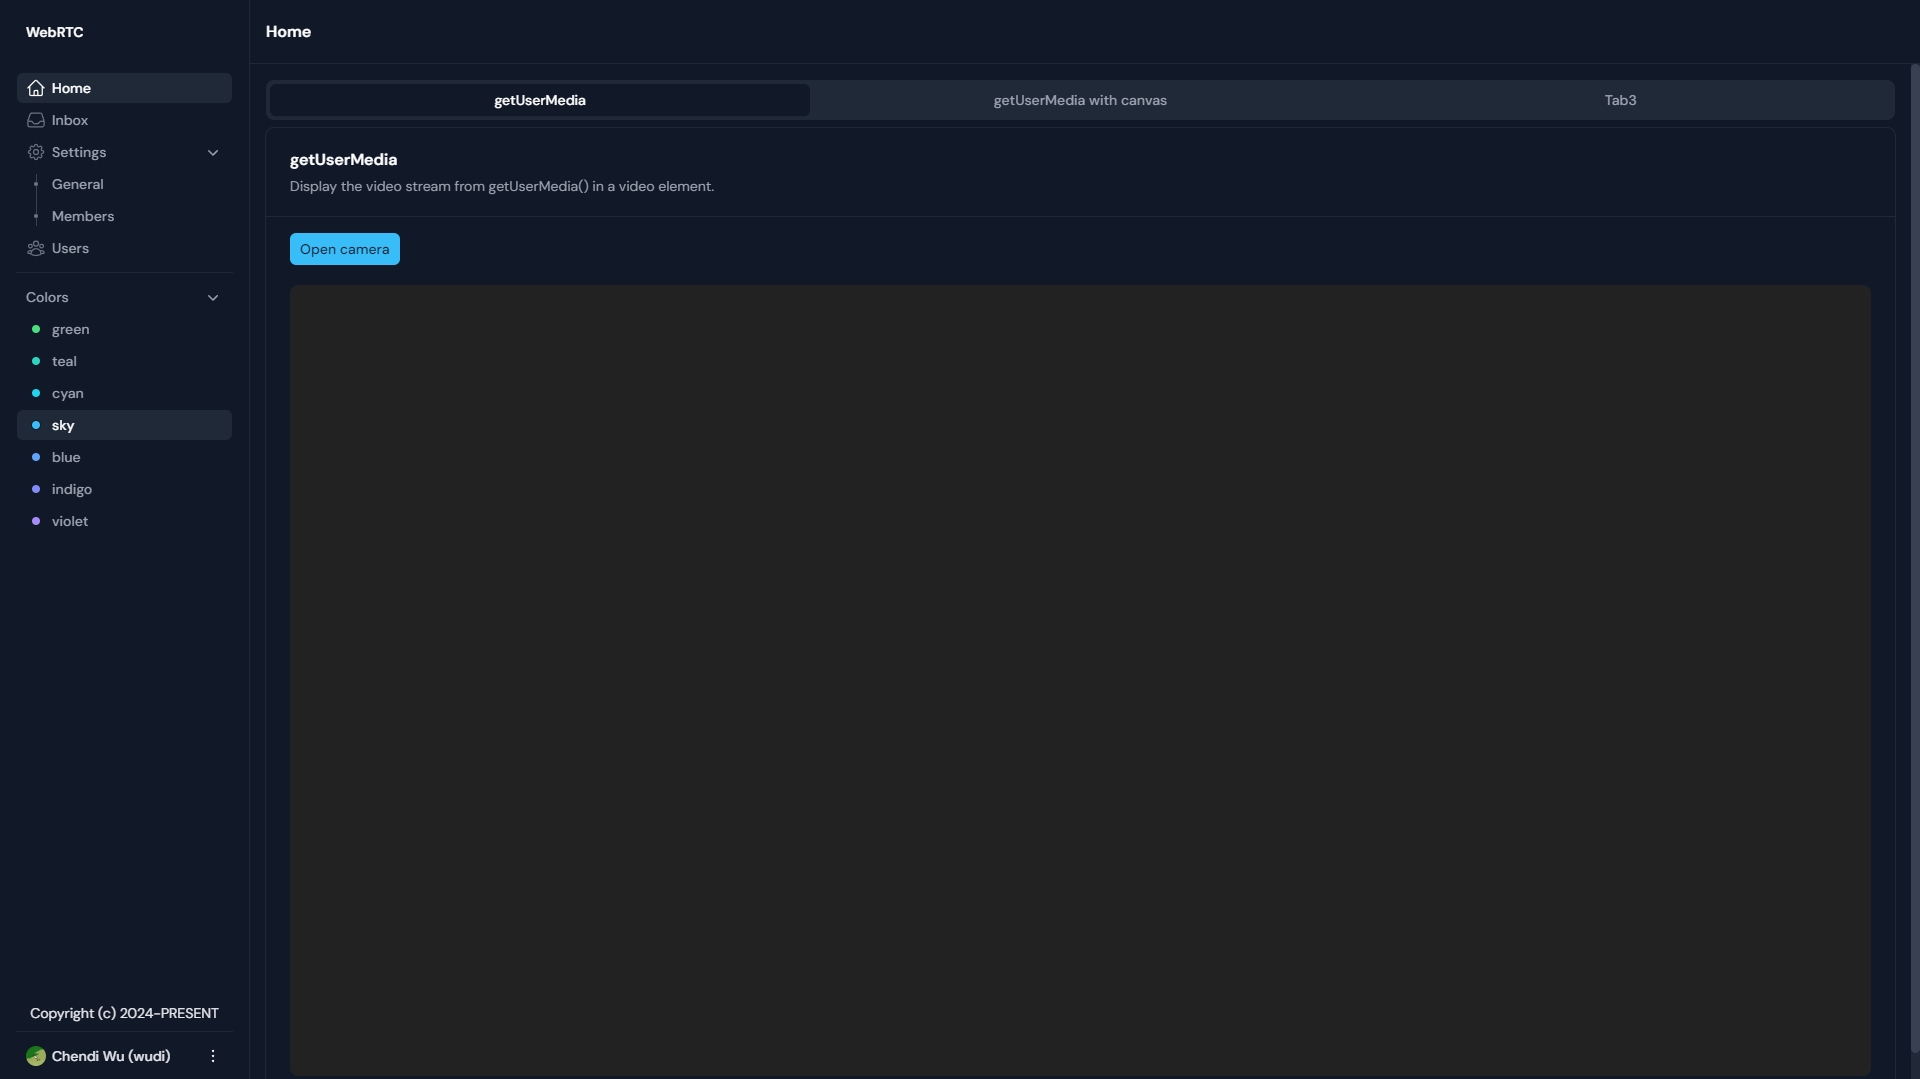 WebRTC
Home
Inbox
Settings
General
Members
Users
Colors
green
teal
cyan
sky
blue
indigo
violet
Copyright (c) 2024-PRESENT
Chendi Wu (wudi)
Home
getUserMedia
getUserMedia with canvas
Tab3
getUserMedia
Display the video stream from getUserMedia() in a video element.
Open camera